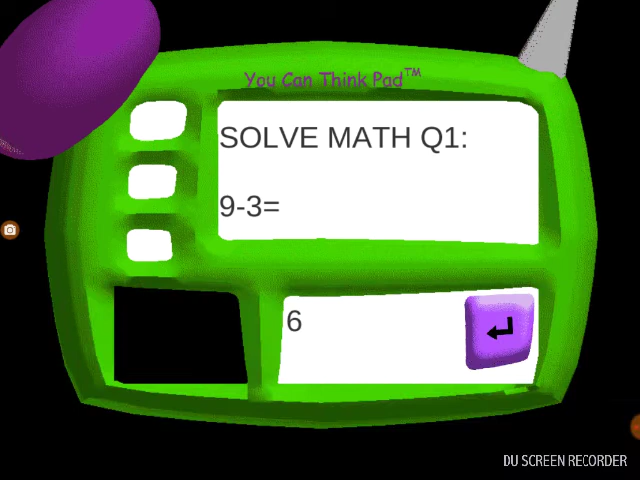 You Can Think Pad™
SOLVE MATH Q1:
9-3=
6
DU SCREEN RECORDER